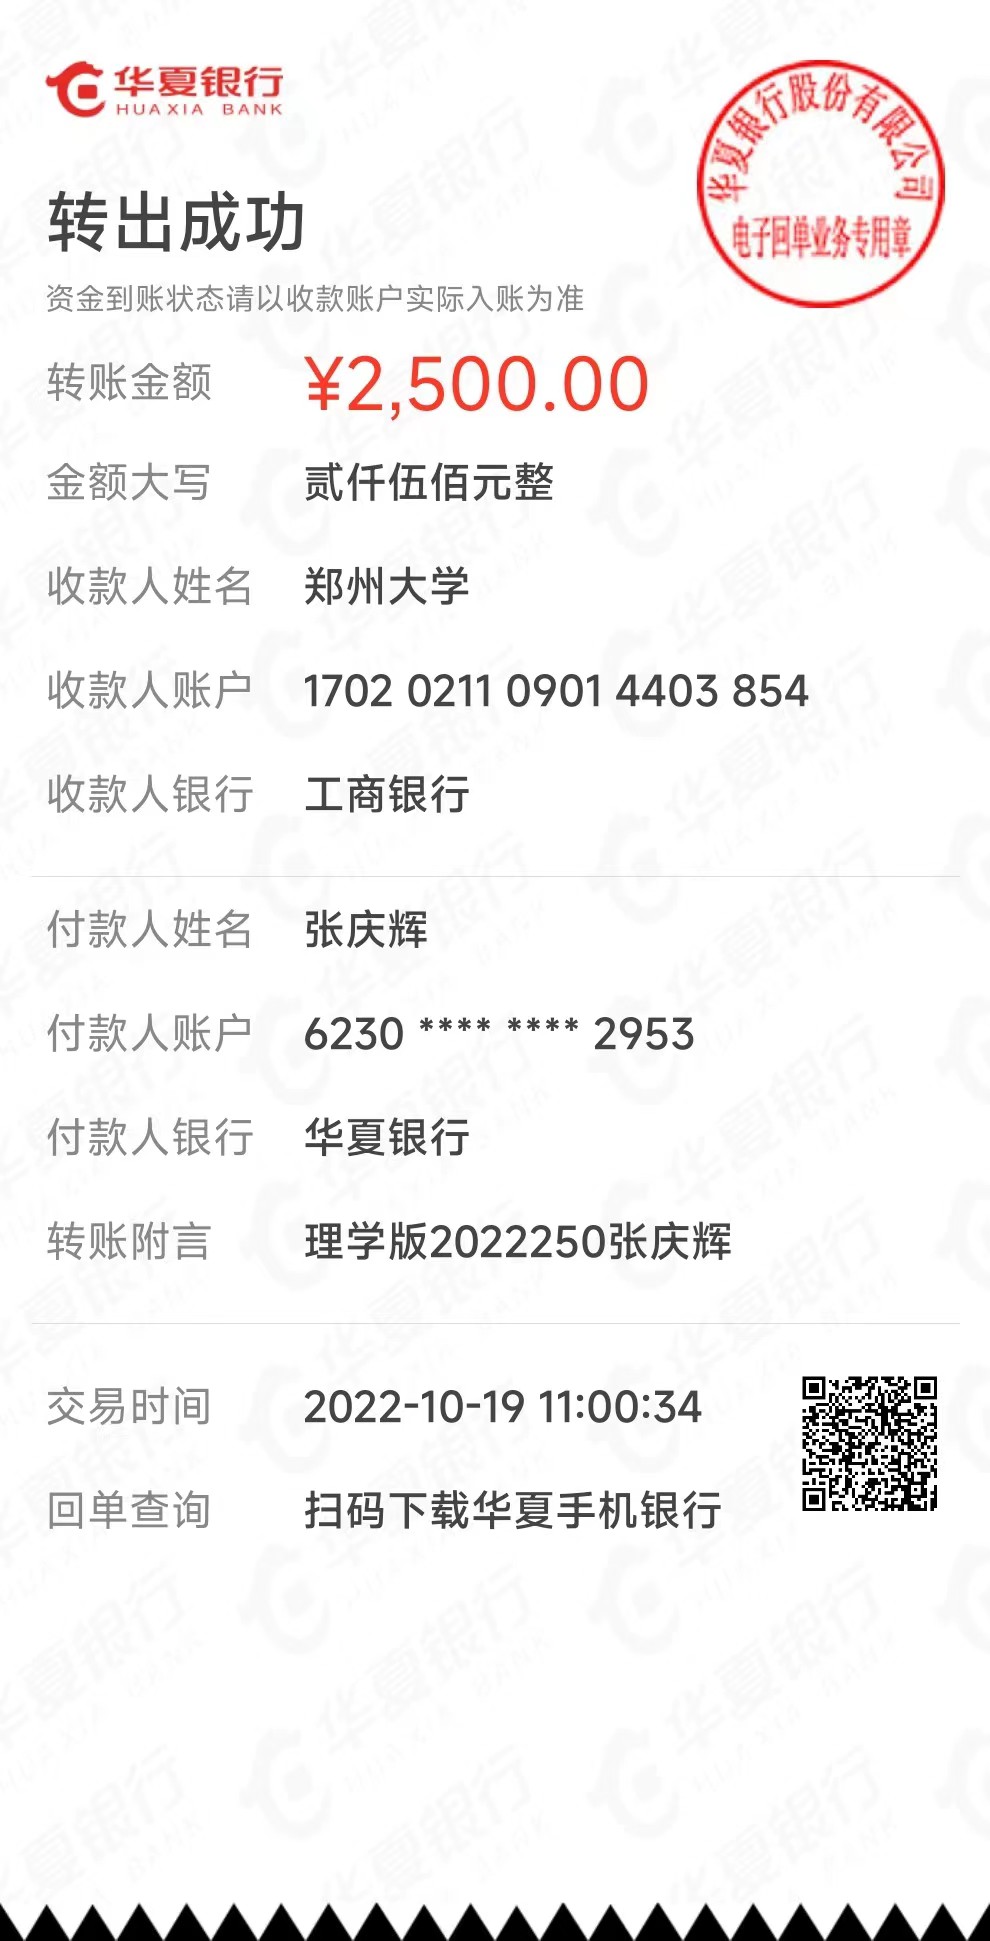 华夏银行
HUAXIA BANK
华夏银行股份有限公司
电子回单业务专用章
转出成功
资金到账状态请以收款账户实际入账为准
转账金额 ¥2,500.00
金额大写 贰仟伍佰元整
收款人姓名 郑州大学
收款人账户 1702 0211 0901 4403 854
收款人银行 工商银行
付款人姓名 张庆辉
付款人账户 6230 **** **** 2953
付款人银行 华夏银行
转账附言 理学版2022250张庆辉
交易时间 2022-10-19 11:00:34
回单查询 扫码下载华夏手机银行